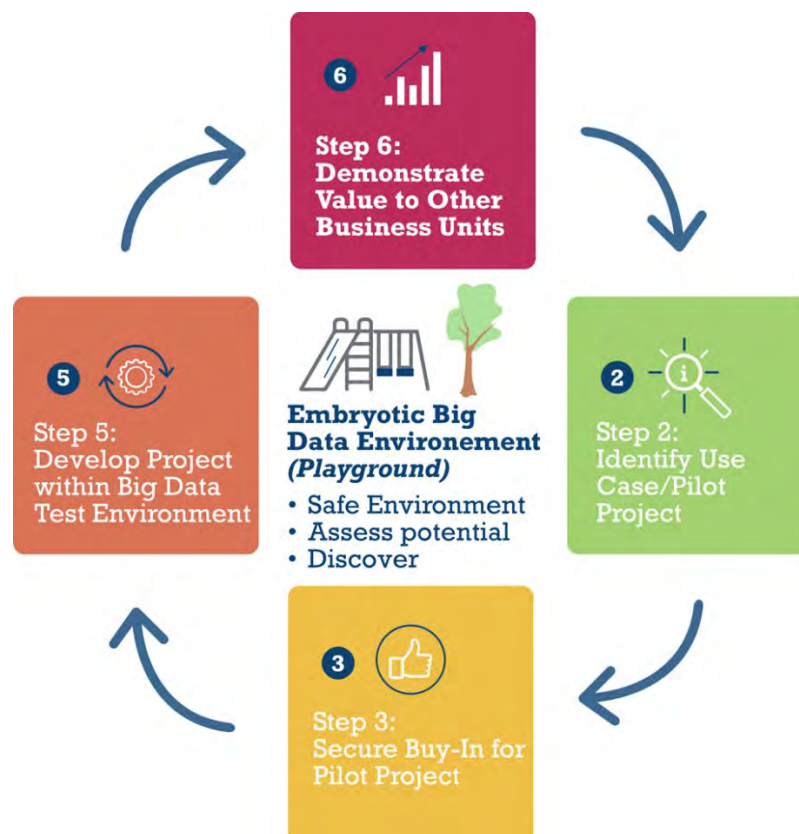 6
Step 6:
Demonstrate
Value to Other
Business Units
2
i
Step 2:
Identify Use
Case/Pilot
Project
3
Step 3:
Secure Buy-In for
Pilot Project
5
Step 5:
Develop Project
within Big Data
Test Environment
Embryotic Big
Data Environement
(Playground)
• Safe Environment
• Assess potential
• Discover